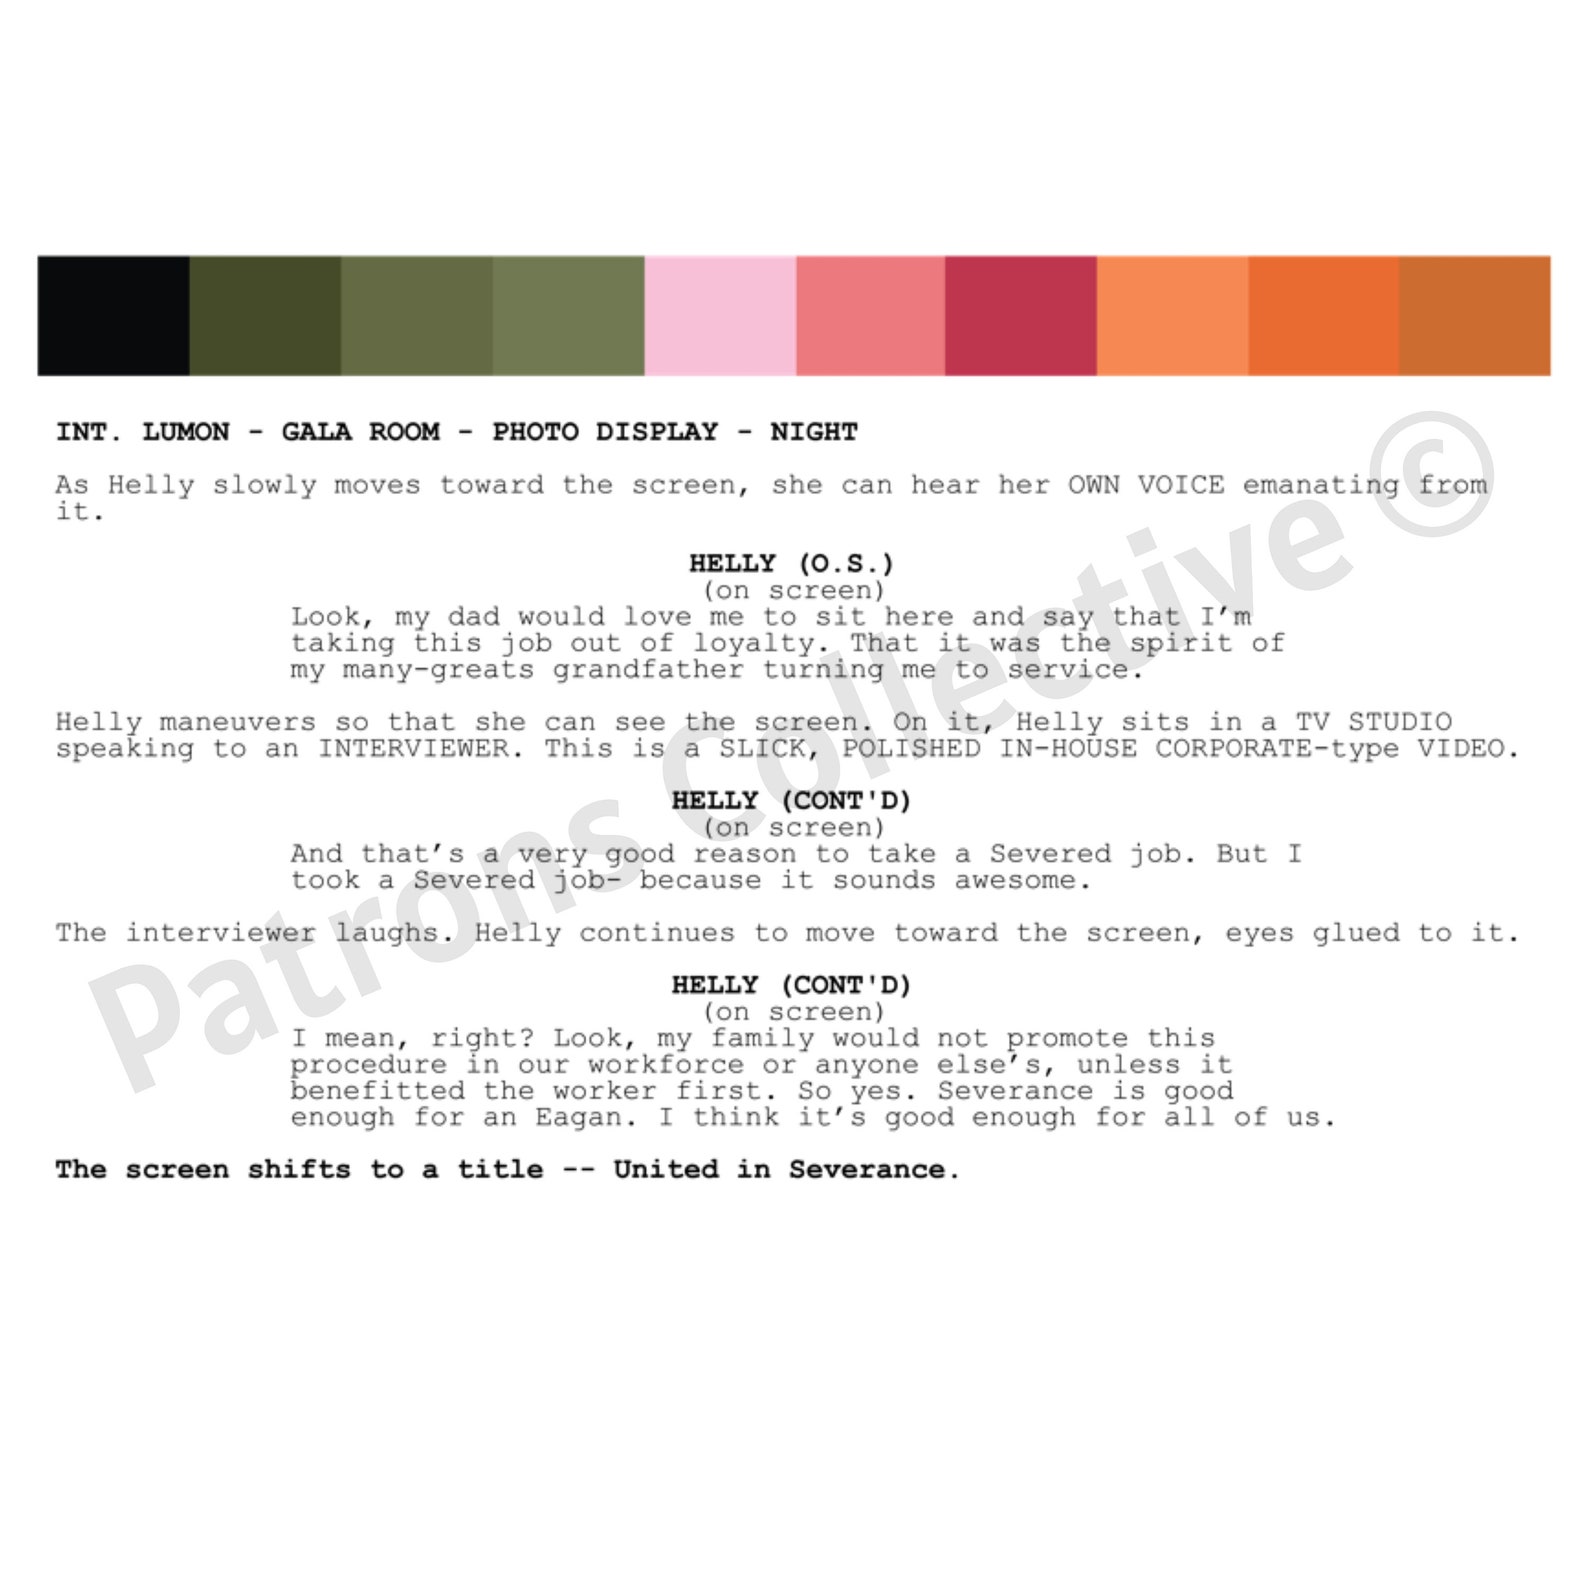 INT. LUMON - GALA ROOM - PHOTO DISPLAY - NIGHT
As Helly slowly moves toward the screen, she can hear her OWN VOICE emanating from
it.
HELLY (O.S.)
(on screen)
Look, my dad would love me to sit here and say that I’m
taking this job out of loyalty. That it was the spirit of
my many-greats grandfather turning me to service.
Helly maneuvers so that she can see the screen. On it, Helly sits in a TV STUDIO
speaking to an INTERVIEWER. This is a SLICK, POLISHED IN-HOUSE CORPORATE-type VIDEO.
HELLY (CONT'D)
(on screen)
And that’s a very good reason to take a Severed job. But I
took a Severed job- because it sounds awesome.
The interviewer laughs. Helly continues to move toward the screen, eyes glued to it.
HELLY (CONT'D)
(on screen)
I mean, right? Look, my family would not promote this
procedure in our workforce or anyone else’s, unless it
benefitted the worker first. So yes. Severance is good
enough for an Eagan. I think it’s good enough for all of us.
The screen shifts to a title -- United in Severance.
Patrons Collective ©